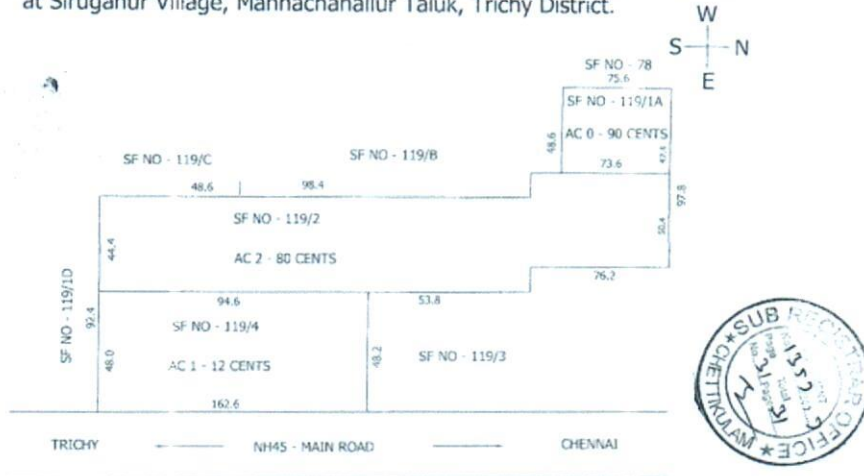 at Siruganur Village, Mannachanallur Taluk, Trichy District.
W
S N
E
SF NO - 78
75.6
SF NO - 119/1A
AC 0 - 90 CENTS
48.6
73.6
97.8
SF NO - 119/C
SF NO - 119/B
48.6
98.4
SF NO - 119/2
AC 2 - 80 CENTS
44.4
50.4
76.2
SF NO - 119/1D
92.4
94.6
53.8
SF NO - 119/4
AC 1 - 12 CENTS
48.0
48.2
SF NO - 119/3
162.6
TRICHY
NH45 - MAIN ROAD
CHENNAI
SUB REGISTRAR OFFICE
CHETTIKULAM
1352
31